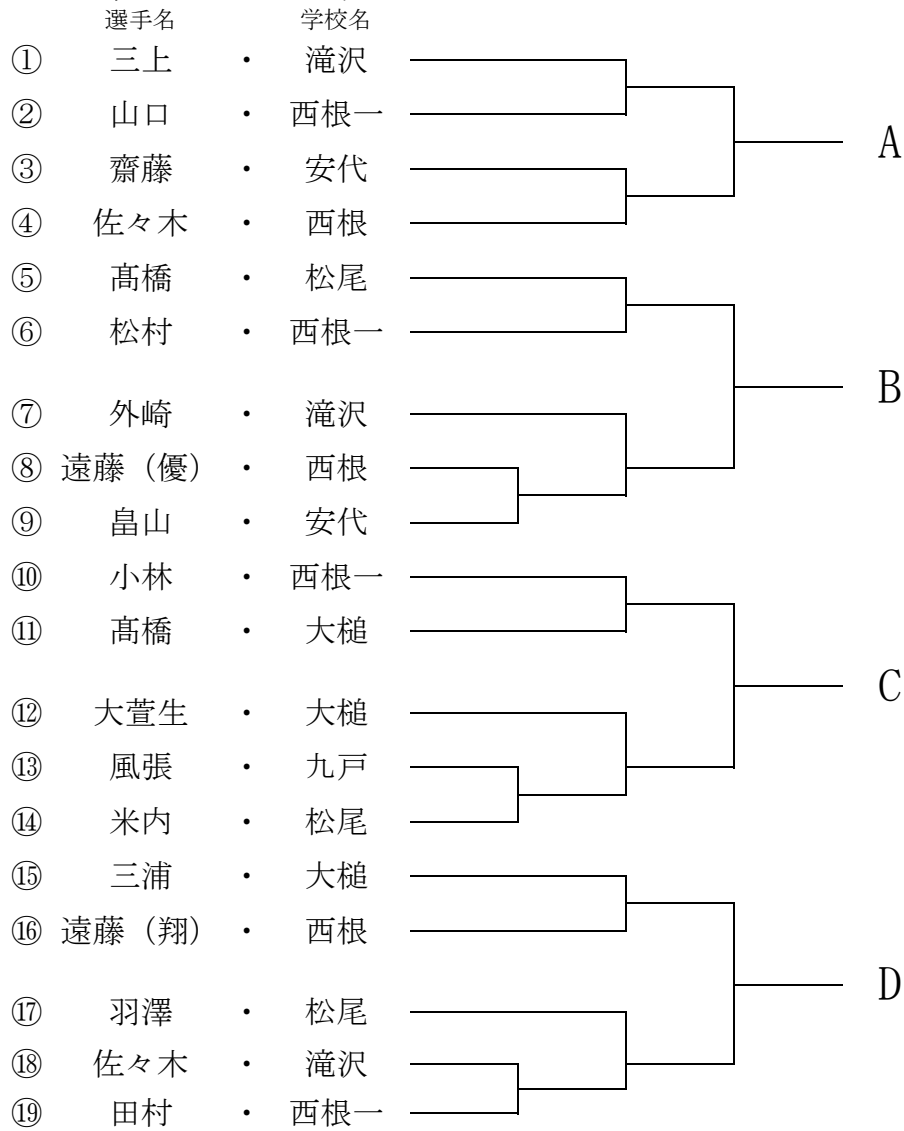 選手名 学校名
① 三上 ・ 滝沢
② 山口 ・ 西根一
A
③ 齋藤 ・ 安代
④ 佐々木 ・ 西根
⑤ 髙橋 ・ 松尾
⑥ 松村 ・ 西根一
B
⑦ 外崎 ・ 滝沢
⑧ 遠藤（優） ・ 西根
⑨ 畠山 ・ 安代
⑩ 小林 ・ 西根一
⑪ 髙橋 ・ 大槌
C
⑫ 大萱生 ・ 大槌
⑬ 風張 ・ 九戸
⑭ 米内 ・ 松尾
⑮ 三浦 ・ 大槌
⑯ 遠藤（翔） ・ 西根
D
⑰ 羽澤 ・ 松尾
⑱ 佐々木 ・ 滝沢
⑲ 田村 ・ 西根一